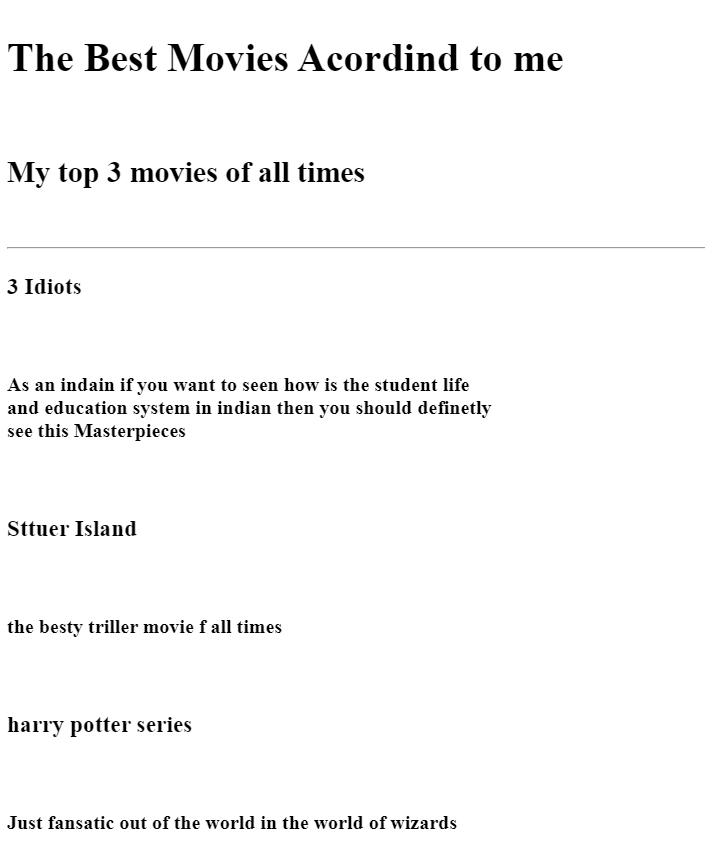 The Best Movies Acordind to me
My top 3 movies of all times
3 Idiots
As an indain if you want to seen how is the student life
and education system in indian then you should definetly
see this Masterpieces
Sttuer Island
the besty triller movie f all times
harry potter series
Just fansatic out of the world in the world of wizards